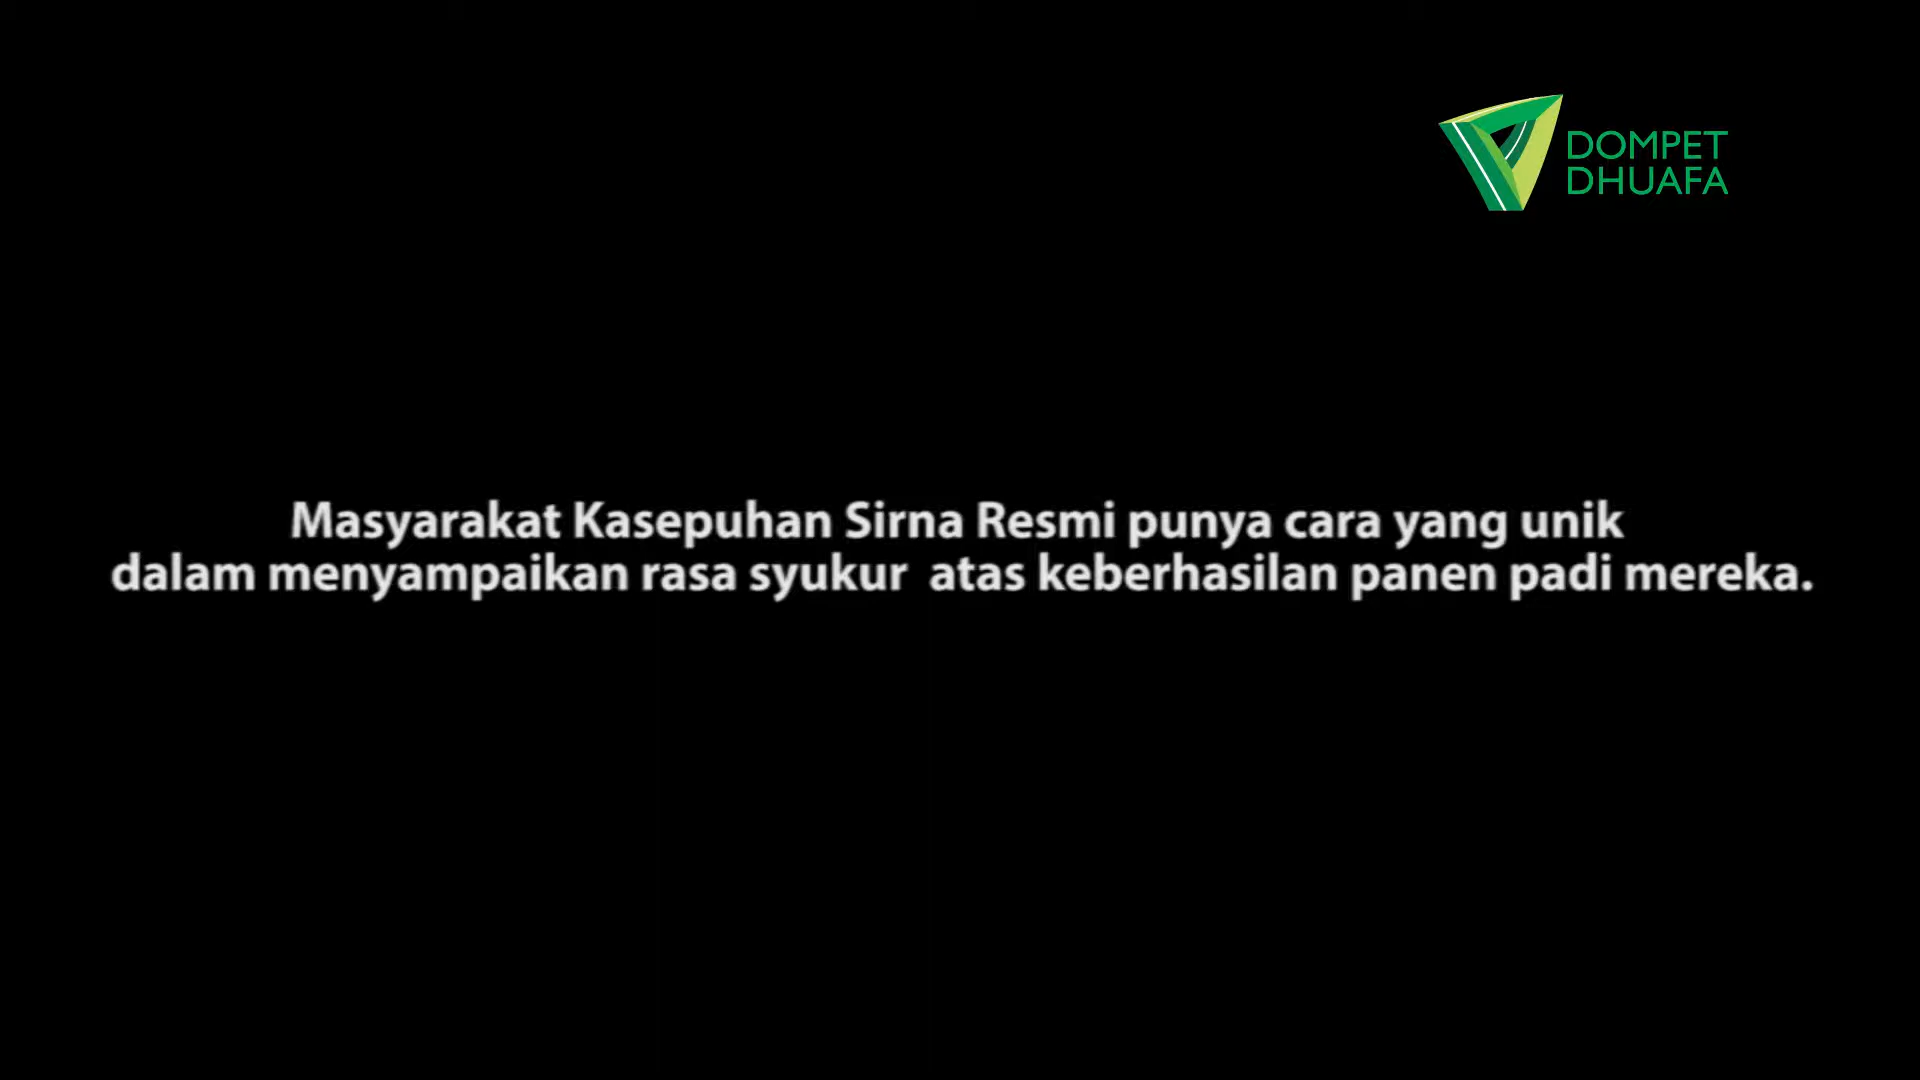 DOMPET
DHUAFA
Masyarakat Kasepuhan Sirna Resmi punya cara yang unik
dalam menyampaikan rasa syukur  atas keberhasilan panen padi mereka.